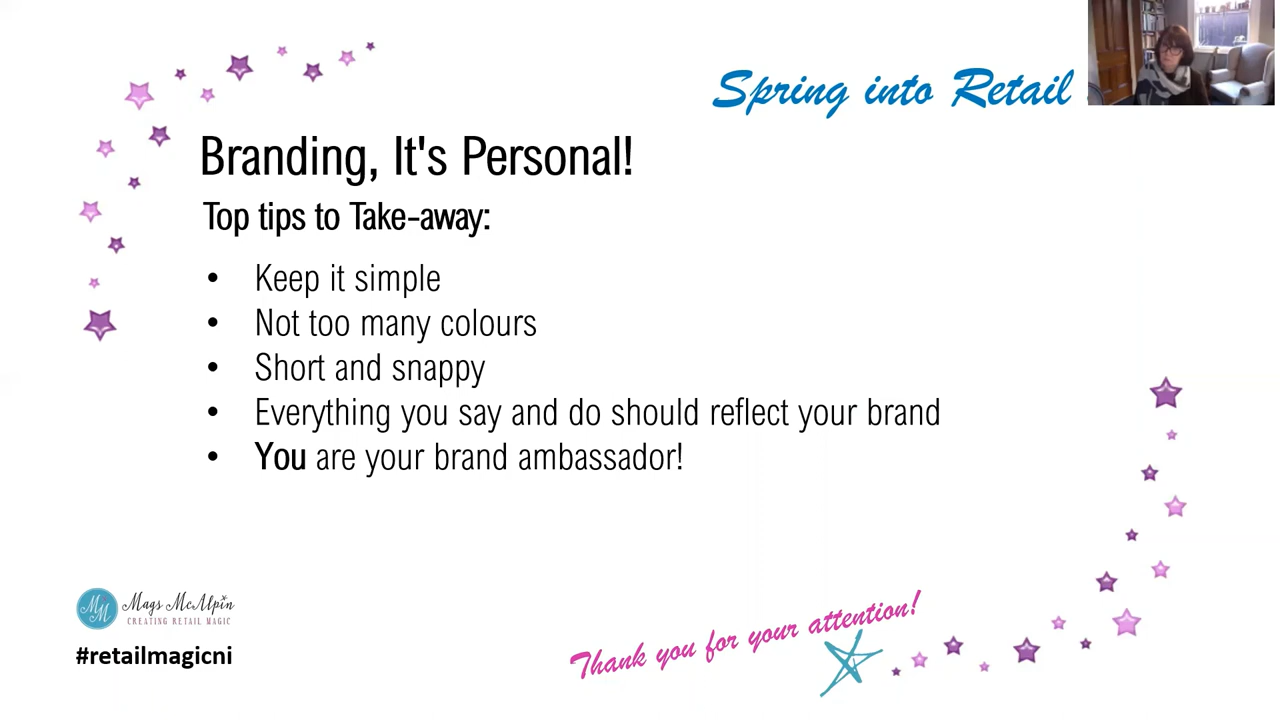 Spring into Retail
Branding, It's Personal!
Top tips to Take-away:
• Keep it simple
• Not too many colours
• Short and snappy
• Everything you say and do should reflect your brand
• You are your brand ambassador!
MM
Mags McAlpin
CREATING RETAIL MAGIC
#retailmagicni
Thank you for your attention!